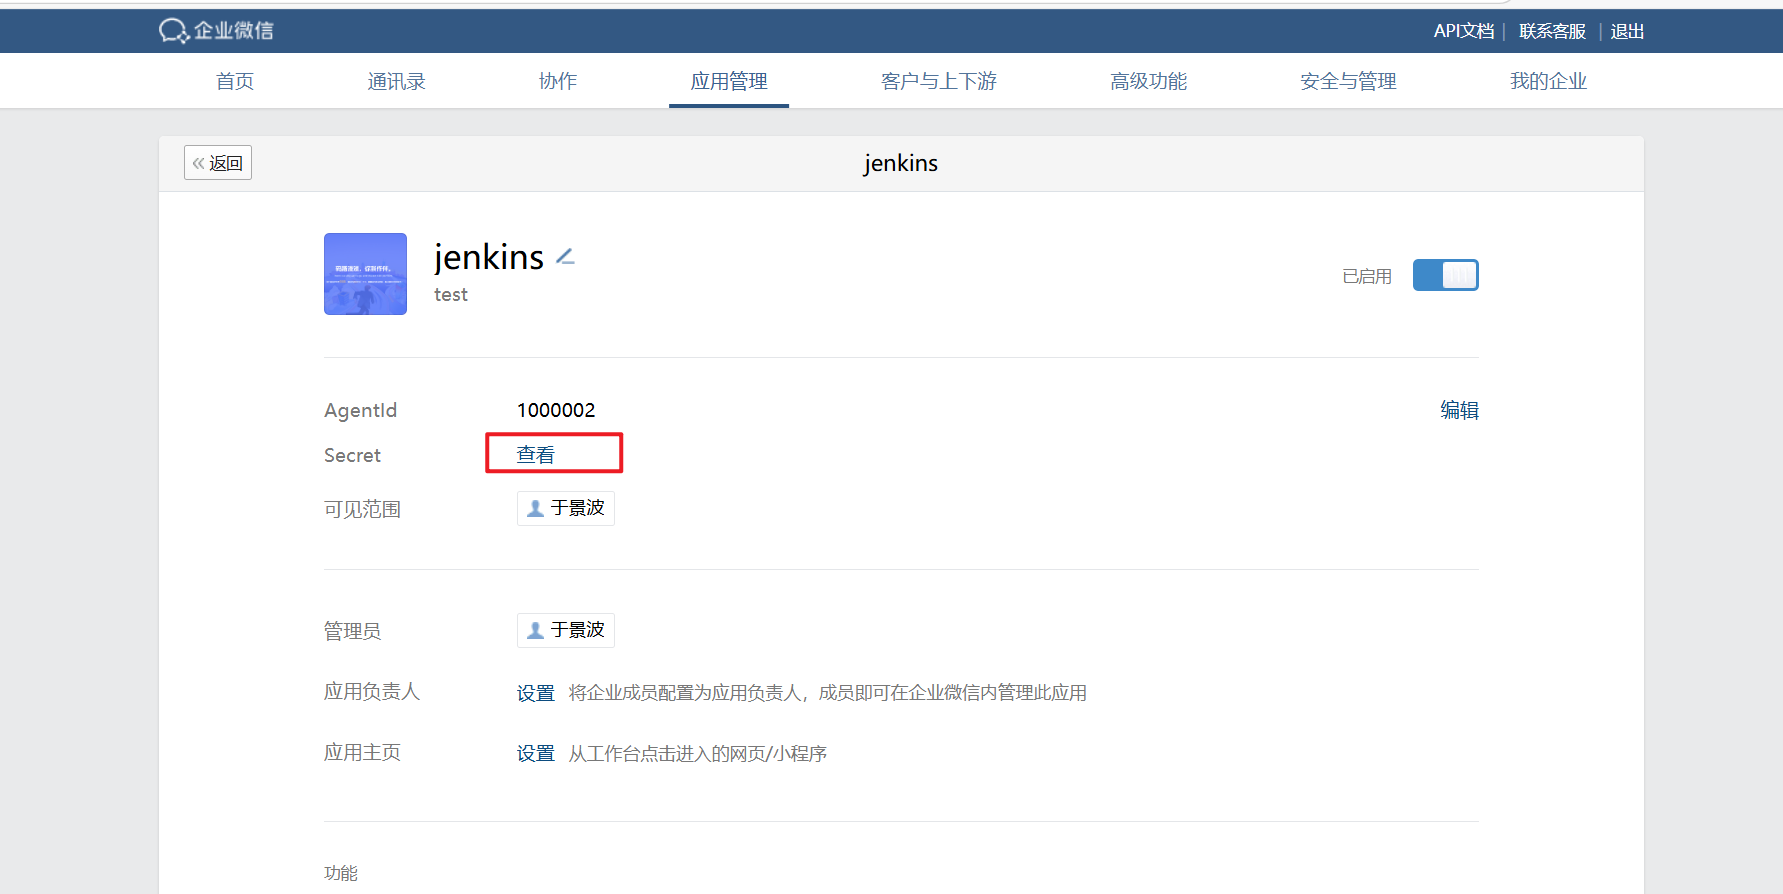 企业微信
API文档 | 联系客服 | 退出
首页 通讯录 协作 应用管理 客户与上下游 高级功能 安全与管理 我的企业
« 返回
jenkins
jenkins
test
已启用
AgentId 1000002 编辑
Secret 查看
可见范围 于景波
管理员 于景波
应用负责人 设置 将企业成员配置为应用负责人，成员即可在企业微信内管理此应用
应用主页 设置 从工作台点击进入的网页/小程序
功能